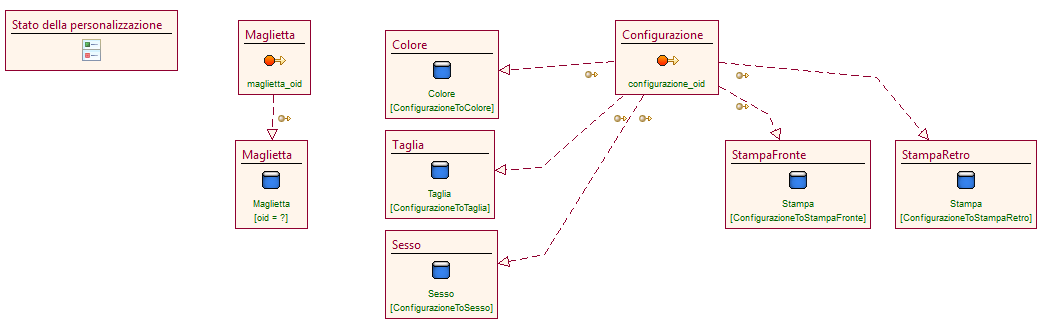 Stato della personalizzazione
Maglietta
maglietta_oid
Maglietta
Maglietta
[oid = ?]
Colore
Colore
[ConfigurazioneToColore]
Taglia
Taglia
[ConfigurazioneToTaglia]
Sesso
Sesso
[ConfigurazioneToSesso]
Configurazione
configurazione_oid
StampaFronte
Stampa
[ConfigurazioneToStampaFronte]
StampaRetro
Stampa
[ConfigurazioneToStampaRetro]